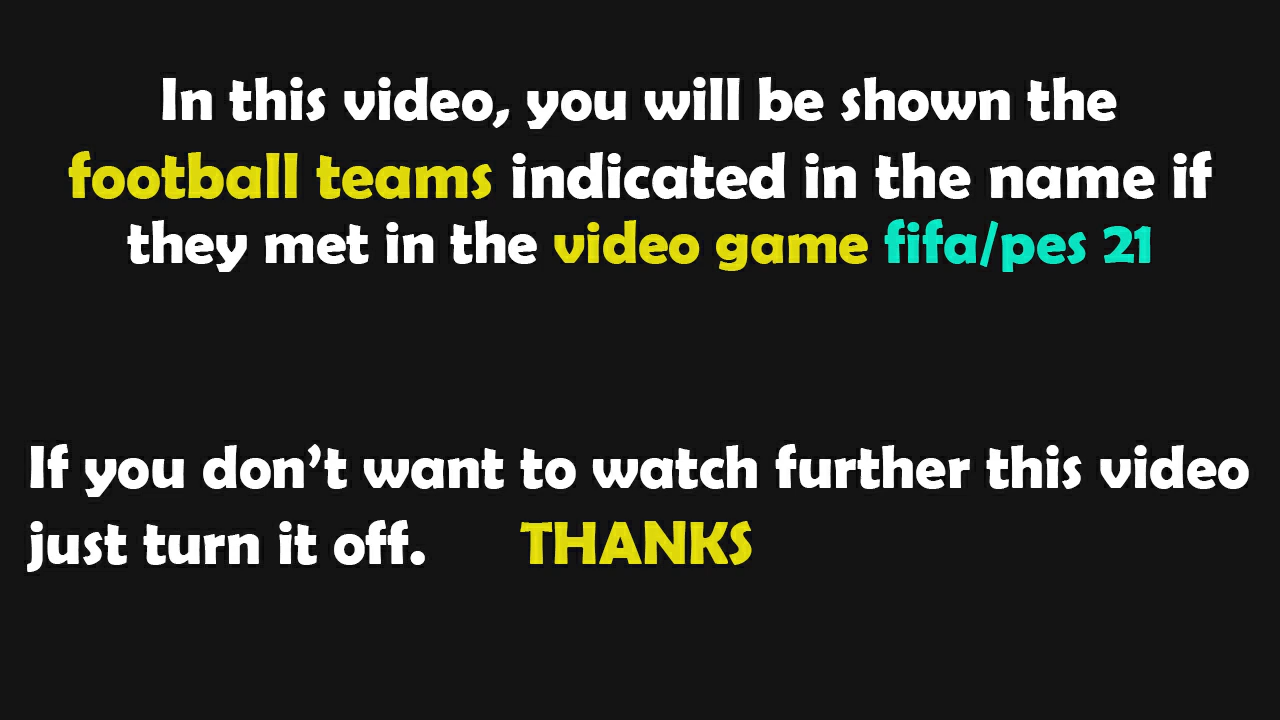 In this video, you will be shown the
football teams indicated in the name if
they met in the video game fifa/pes 21
If you don't want to watch further this video
just turn it off. THANKS